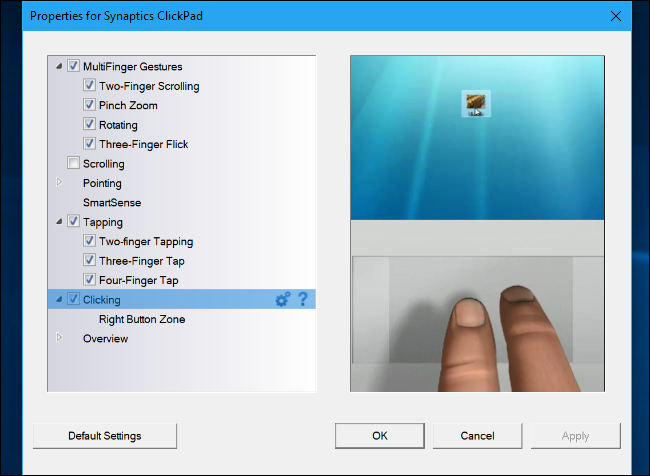 Properties for Synaptics ClickPad
MultiFinger Gestures
Two-Finger Scrolling
Pinch Zoom
Rotating
Three-Finger Flick
Scrolling
Pointing
SmartSense
Tapping
Two-finger Tapping
Three-Finger Tap
Four-Finger Tap
Clicking ?
Right Button Zone
Overview
Default Settings OK Cancel Apply